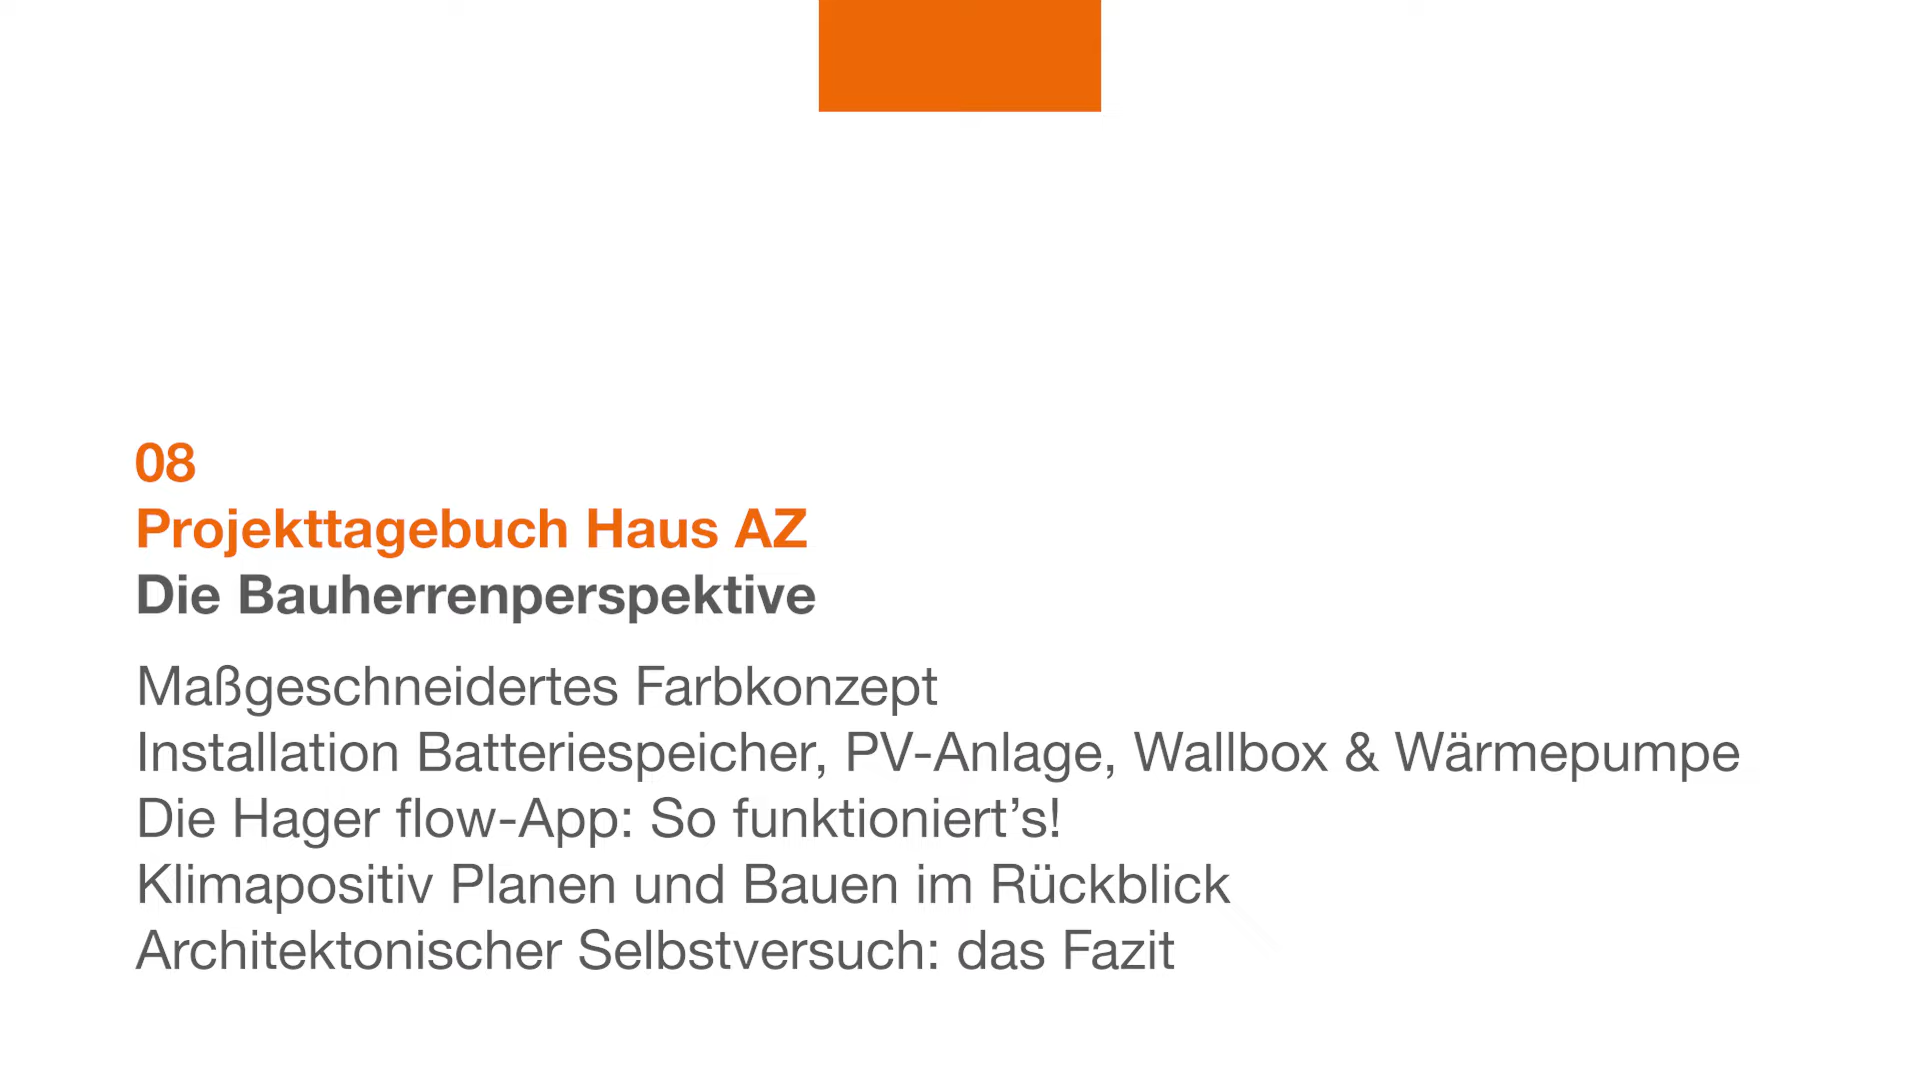 08
Projekttagebuch Haus AZ
Die Bauherrenperspektive
Maßgeschneidertes Farbkonzept
Installation Batteriespeicher, PV-Anlage, Wallbox & Wärmepumpe
Die Hager flow-App: So funktioniert’s!
Klimapositiv Planen und Bauen im Rückblick
Architektonischer Selbstversuch: das Fazit